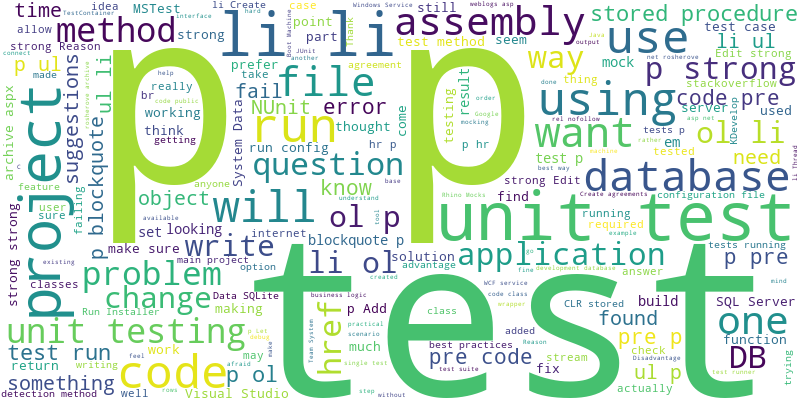 p p
test
unit test
li li
assembly
method
project
file
run
using
use
database
code
unit testing
application
problem
change
question
will
write
want
way
one
DB
stored procedure
p strong
code pre
ol li
need
li ul
time
MSTest
idea
TestContainer
interface
li Create
agreement
allow
strong Reason
strong
point
part
case
still
Windows Service
weblogs asp
hard
Boot Machine
JUnit
another
Thank
test method
seem
connect
made
p ul
suggestions
ul li
rosherove archive
help
code public
really
br
working
think
getting
prefer
take
fail
NUnit
error
result
testing
order
Google
mocking
come
thought
run config
hr p
p hr
System Data
archive aspx
feature
c
user
sure
failing
p blockquote
object
anyone
set
looking
know
understand
base
available
tool
strong Edit
find
Rhino Mocks
test p
tests p
em
tested
mock
server
stackoverflow
Edit strong
test case
net rosherove
Java
output
done
used
asp net
KDevelop
rel nofollow
machine
rather
best way
li Thread
Create agreements
configuration file
running
required
example
tests running
mind
p pre
answer
go
fine
development database
WCF service
code class
wrapper
CLR stored
build
SQL Server
found
function
pre p
check
Disadvantage
test runner
ul p
actually
trying
strong strong
classes
existing
make sure
main project
internet
option
ol p
blockquote p
solution
advantage
li ol
created
Run Installer
Data SQLite
business logic
class
p Add
making
href
much
practical
scenario
single test
test suite
best practices
added
Reason
pre code
fix
stream
step
without
Team System
test run
return
work
writing
feel
may
afraid
p Let
debug
make
p ol
something
detection method
well
Visual Studio
rows
thing